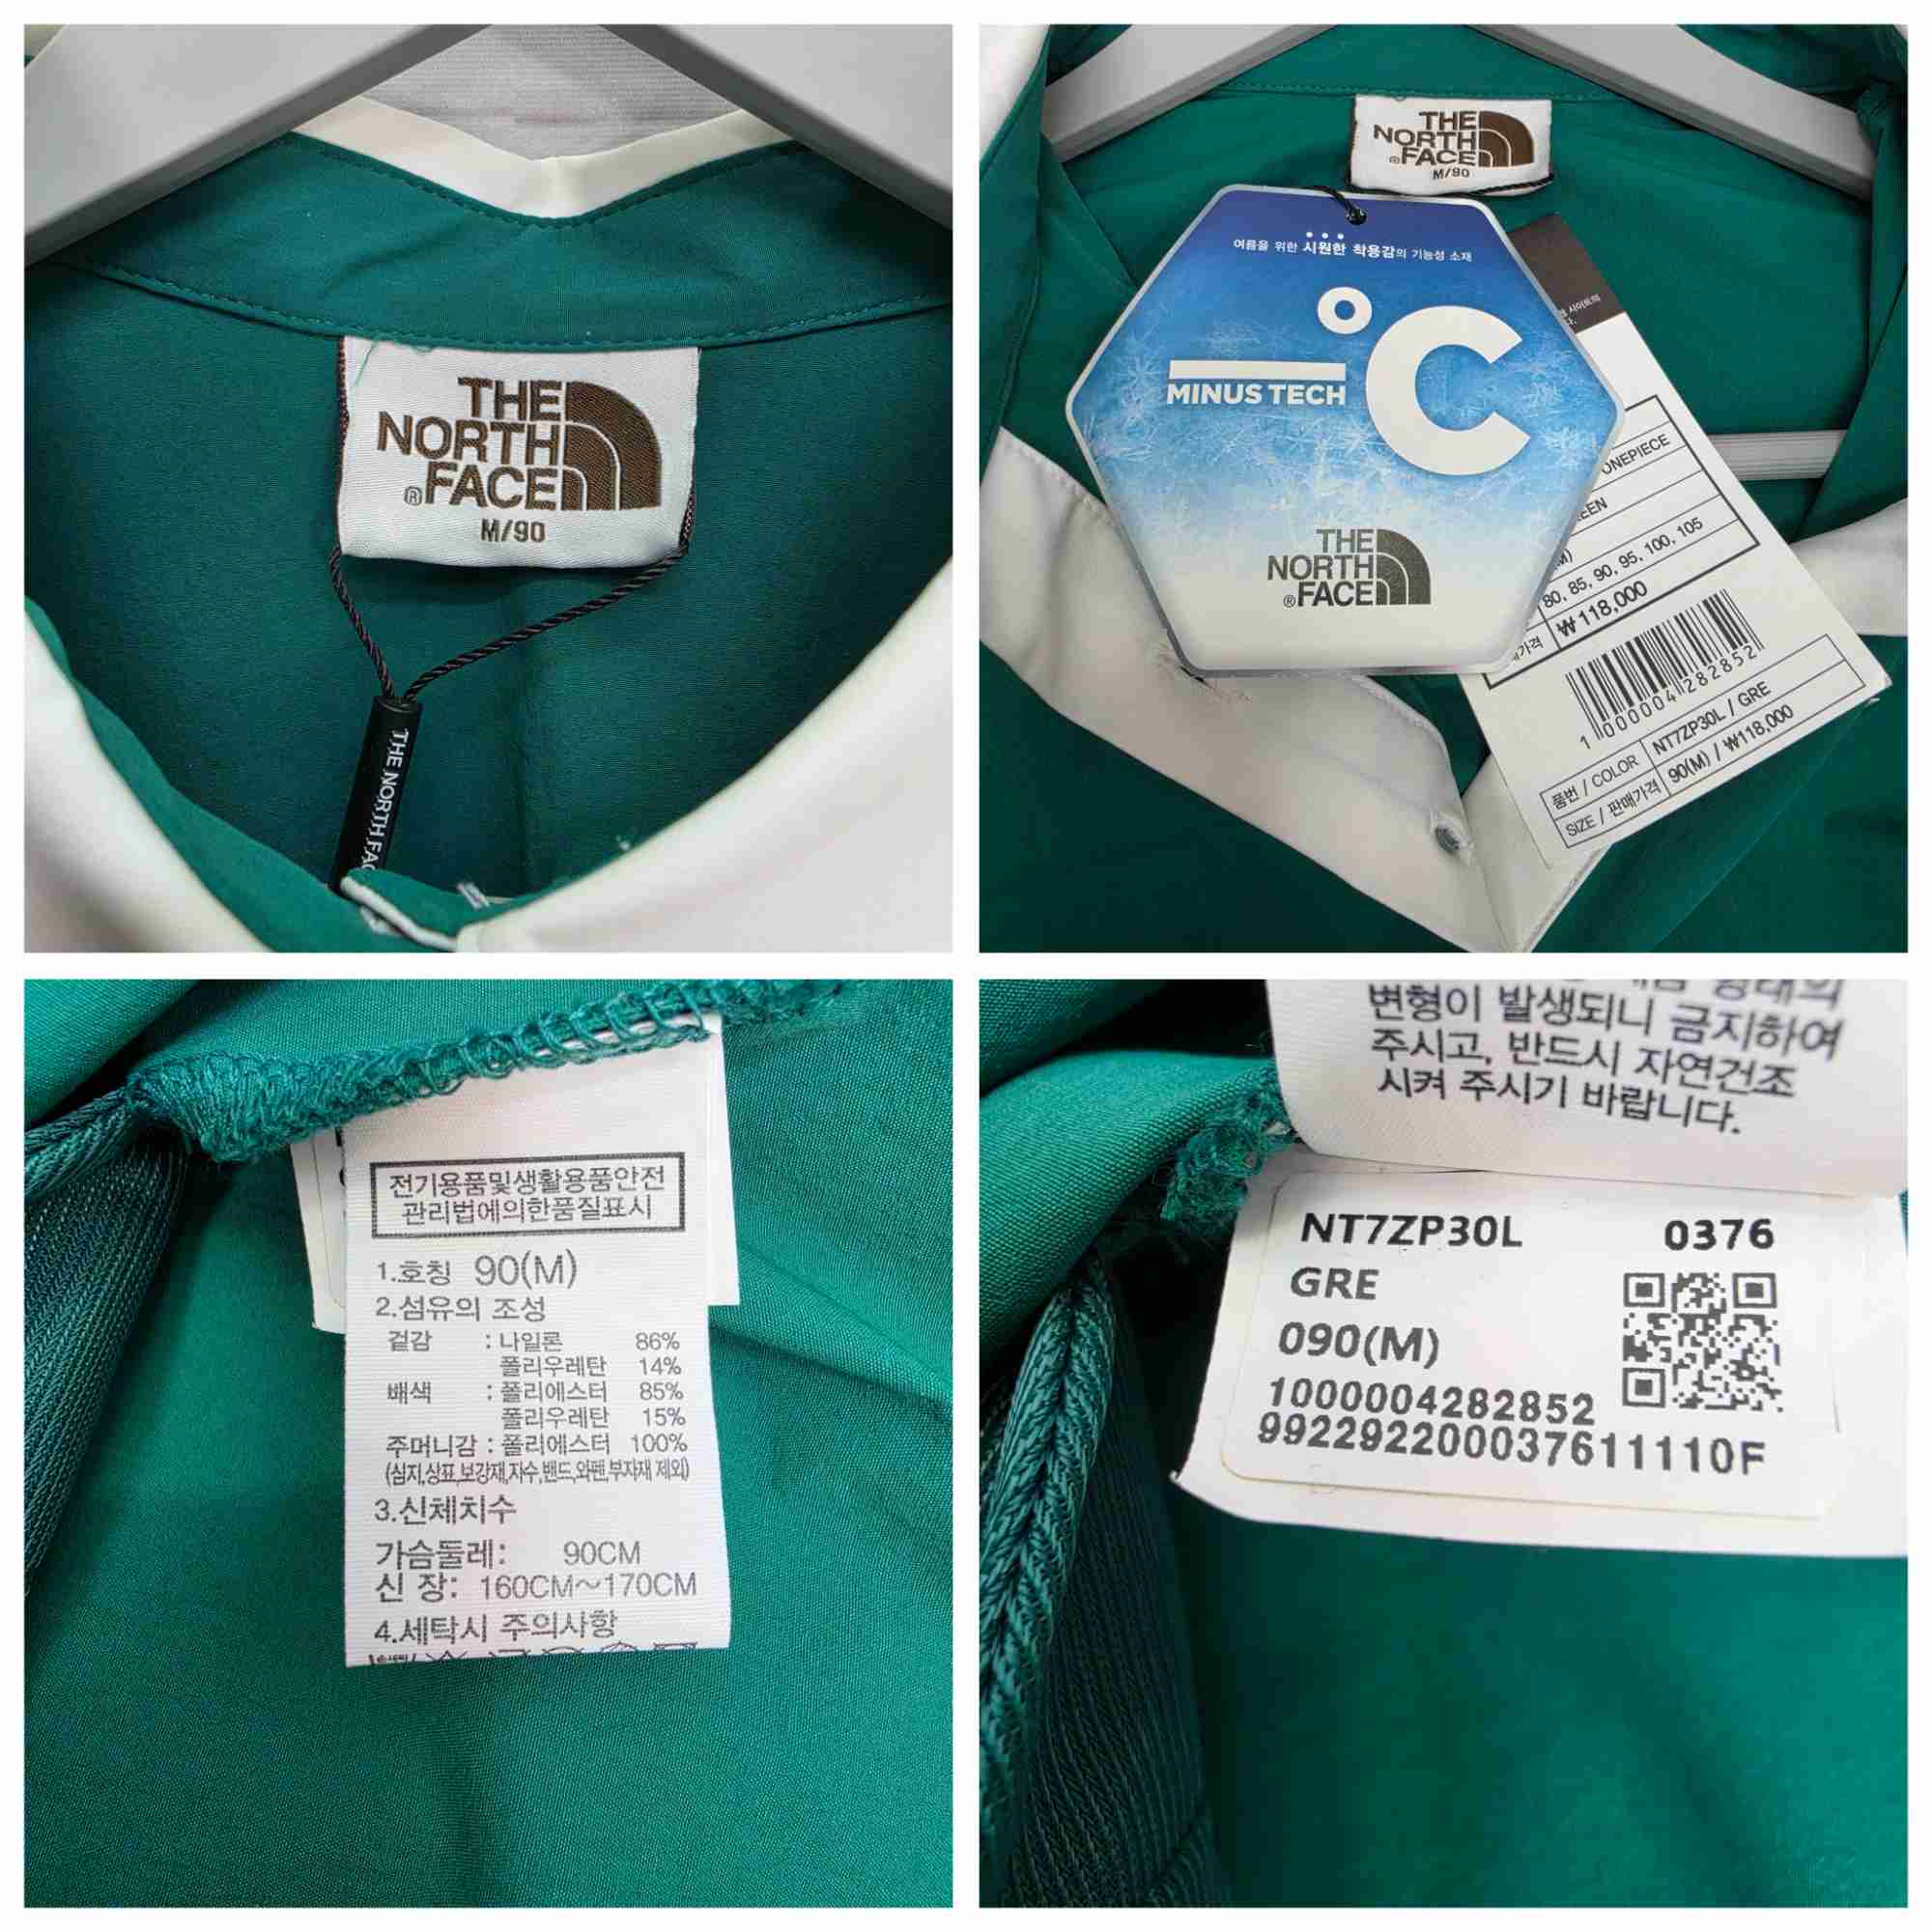 THE
NORTH
®FACE
M/90
THE NORTH
THE
NORTH
®FACE
M/90
여름을 위한 시원한 착용감의 기능성 소재
°C
MINUS TECH
THE
NORTH
®FACE
ONEPIECE
80, 85, 90, 95, 100, 105
₩118,000
1000004282852
품번 / COLOR NT7ZP30L / GRE
SIZE / 판매가격 90(M) / ₩118,000
전기용품및생활용품안전
관리법에의한품질표시
1.호칭 90(M)
2.섬유의 조성
겉감 : 나일론 86%
폴리우레탄 14%
배색 : 폴리에스터 85%
폴리우레탄 15%
주머니감 : 폴리에스터 100%
(심지,상표,보강재,자수,밴드,와펜,부자재 제외)
3.신체치수
가슴둘레: 90CM
신 장: 160CM~170CM
4.세탁시 주의사항
변형이 발생되니 금지하여
주시고, 반드시 자연건조
시켜 주시기 바랍니다.
NT7ZP30L 0376
GRE
090(M)
1000004282852
992292200037611110F